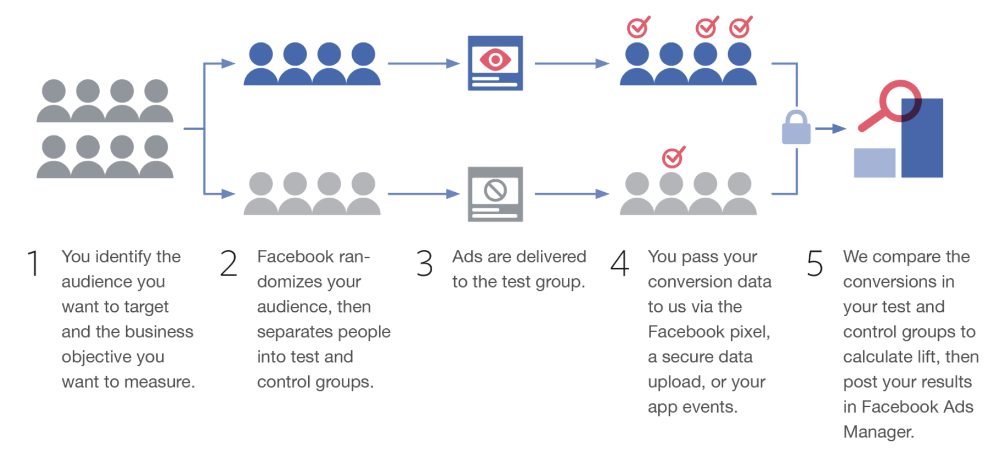 1
You identify the
audience you
want to target
and the business
objective you
want to measure.
2
Facebook ran-
domizes your
audience, then
separates people
into test and
control groups.
3
Ads are delivered
to the test group.
4
You pass your
conversion data
to us via the
Facebook pixel,
a secure data
upload, or your
app events.
5
We compare the
conversions in
your test and
control groups to
calculate lift, then
post your results
in Facebook Ads
Manager.